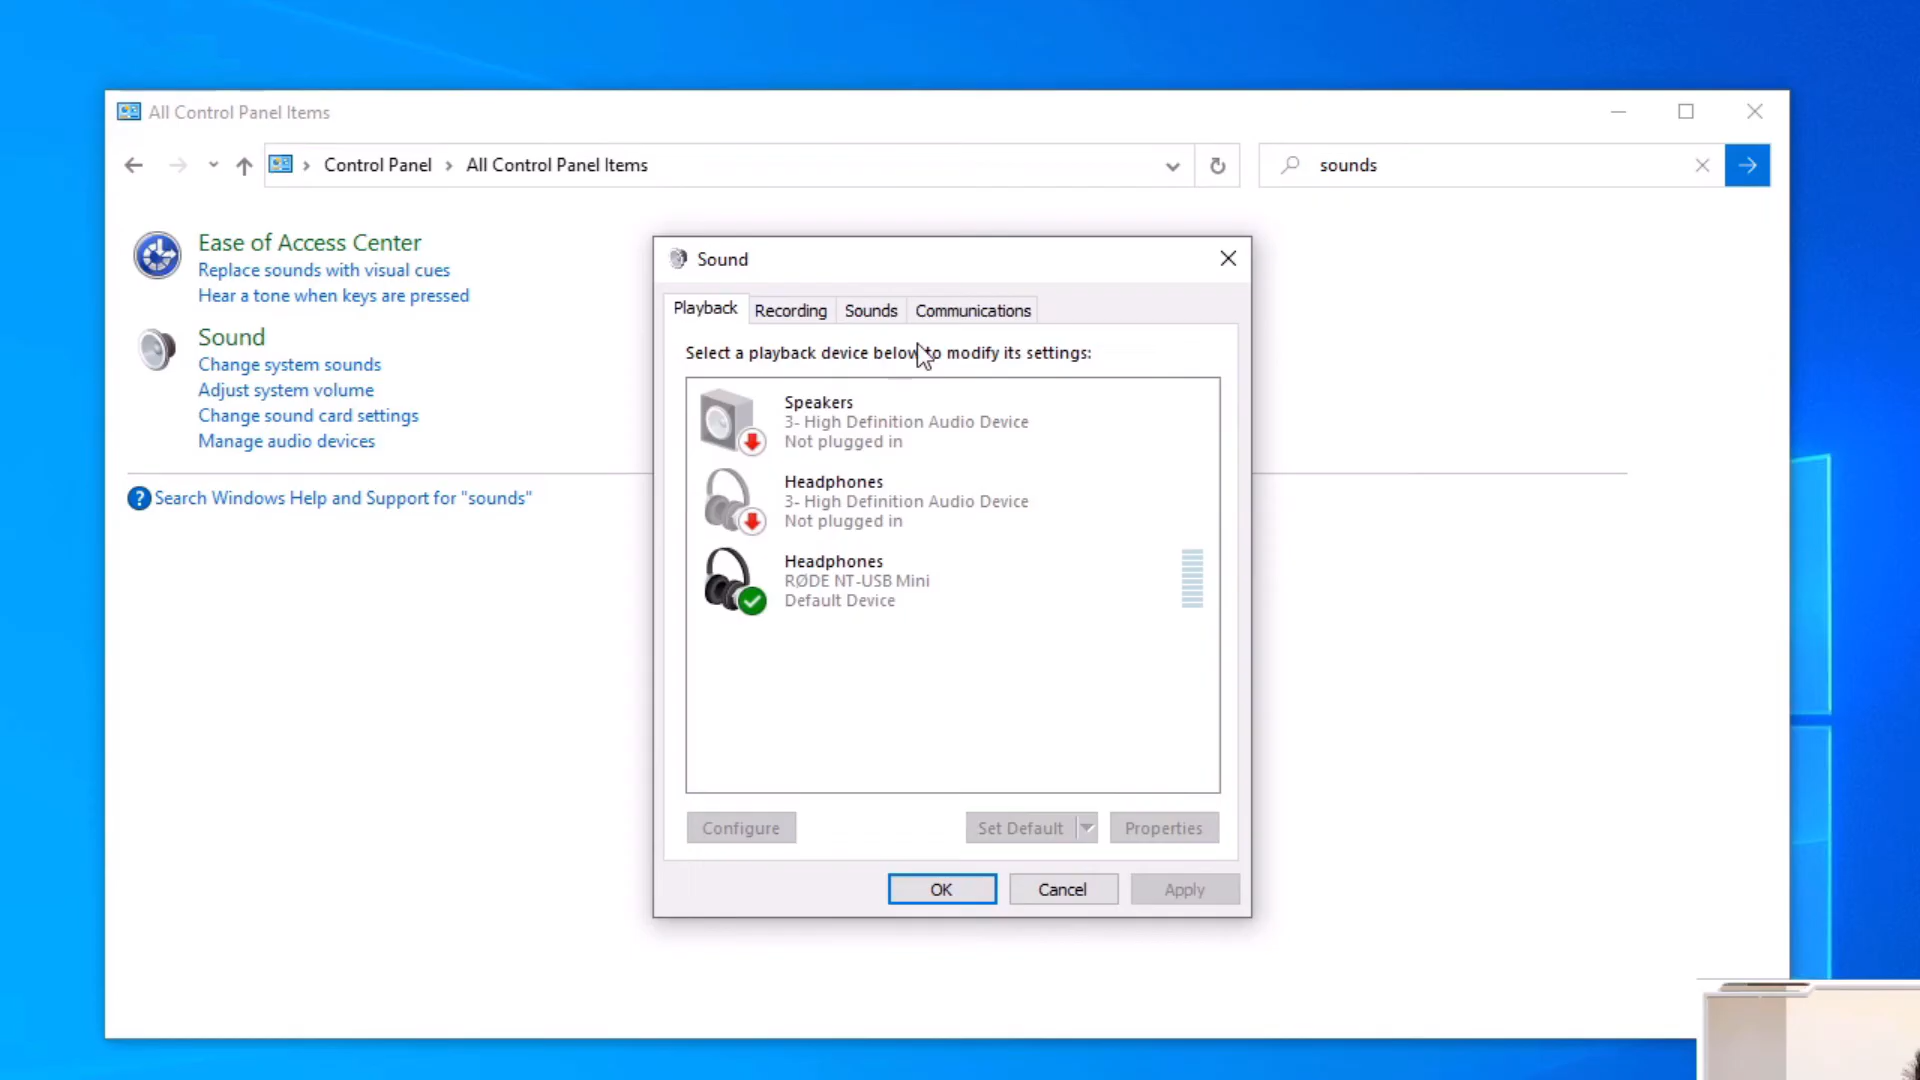 All Control Panel Items
Control Panel
All Control Panel Items
sounds
Ease of Access Center
Replace sounds with visual cues
Hear a tone when keys are pressed
Sound
Change system sounds
Adjust system volume
Change sound card settings
Manage audio devices
? Search Windows Help and Support for "sounds"
Sound
Playback
Recording
Sounds
Communications
Select a playback device below to modify its settings:
Speakers
3- High Definition Audio Device
Not plugged in
Headphones
3- High Definition Audio Device
Not plugged in
Headphones
RØDE NT-USB Mini
Default Device
Configure
Set Default
Properties
OK
Cancel
Apply